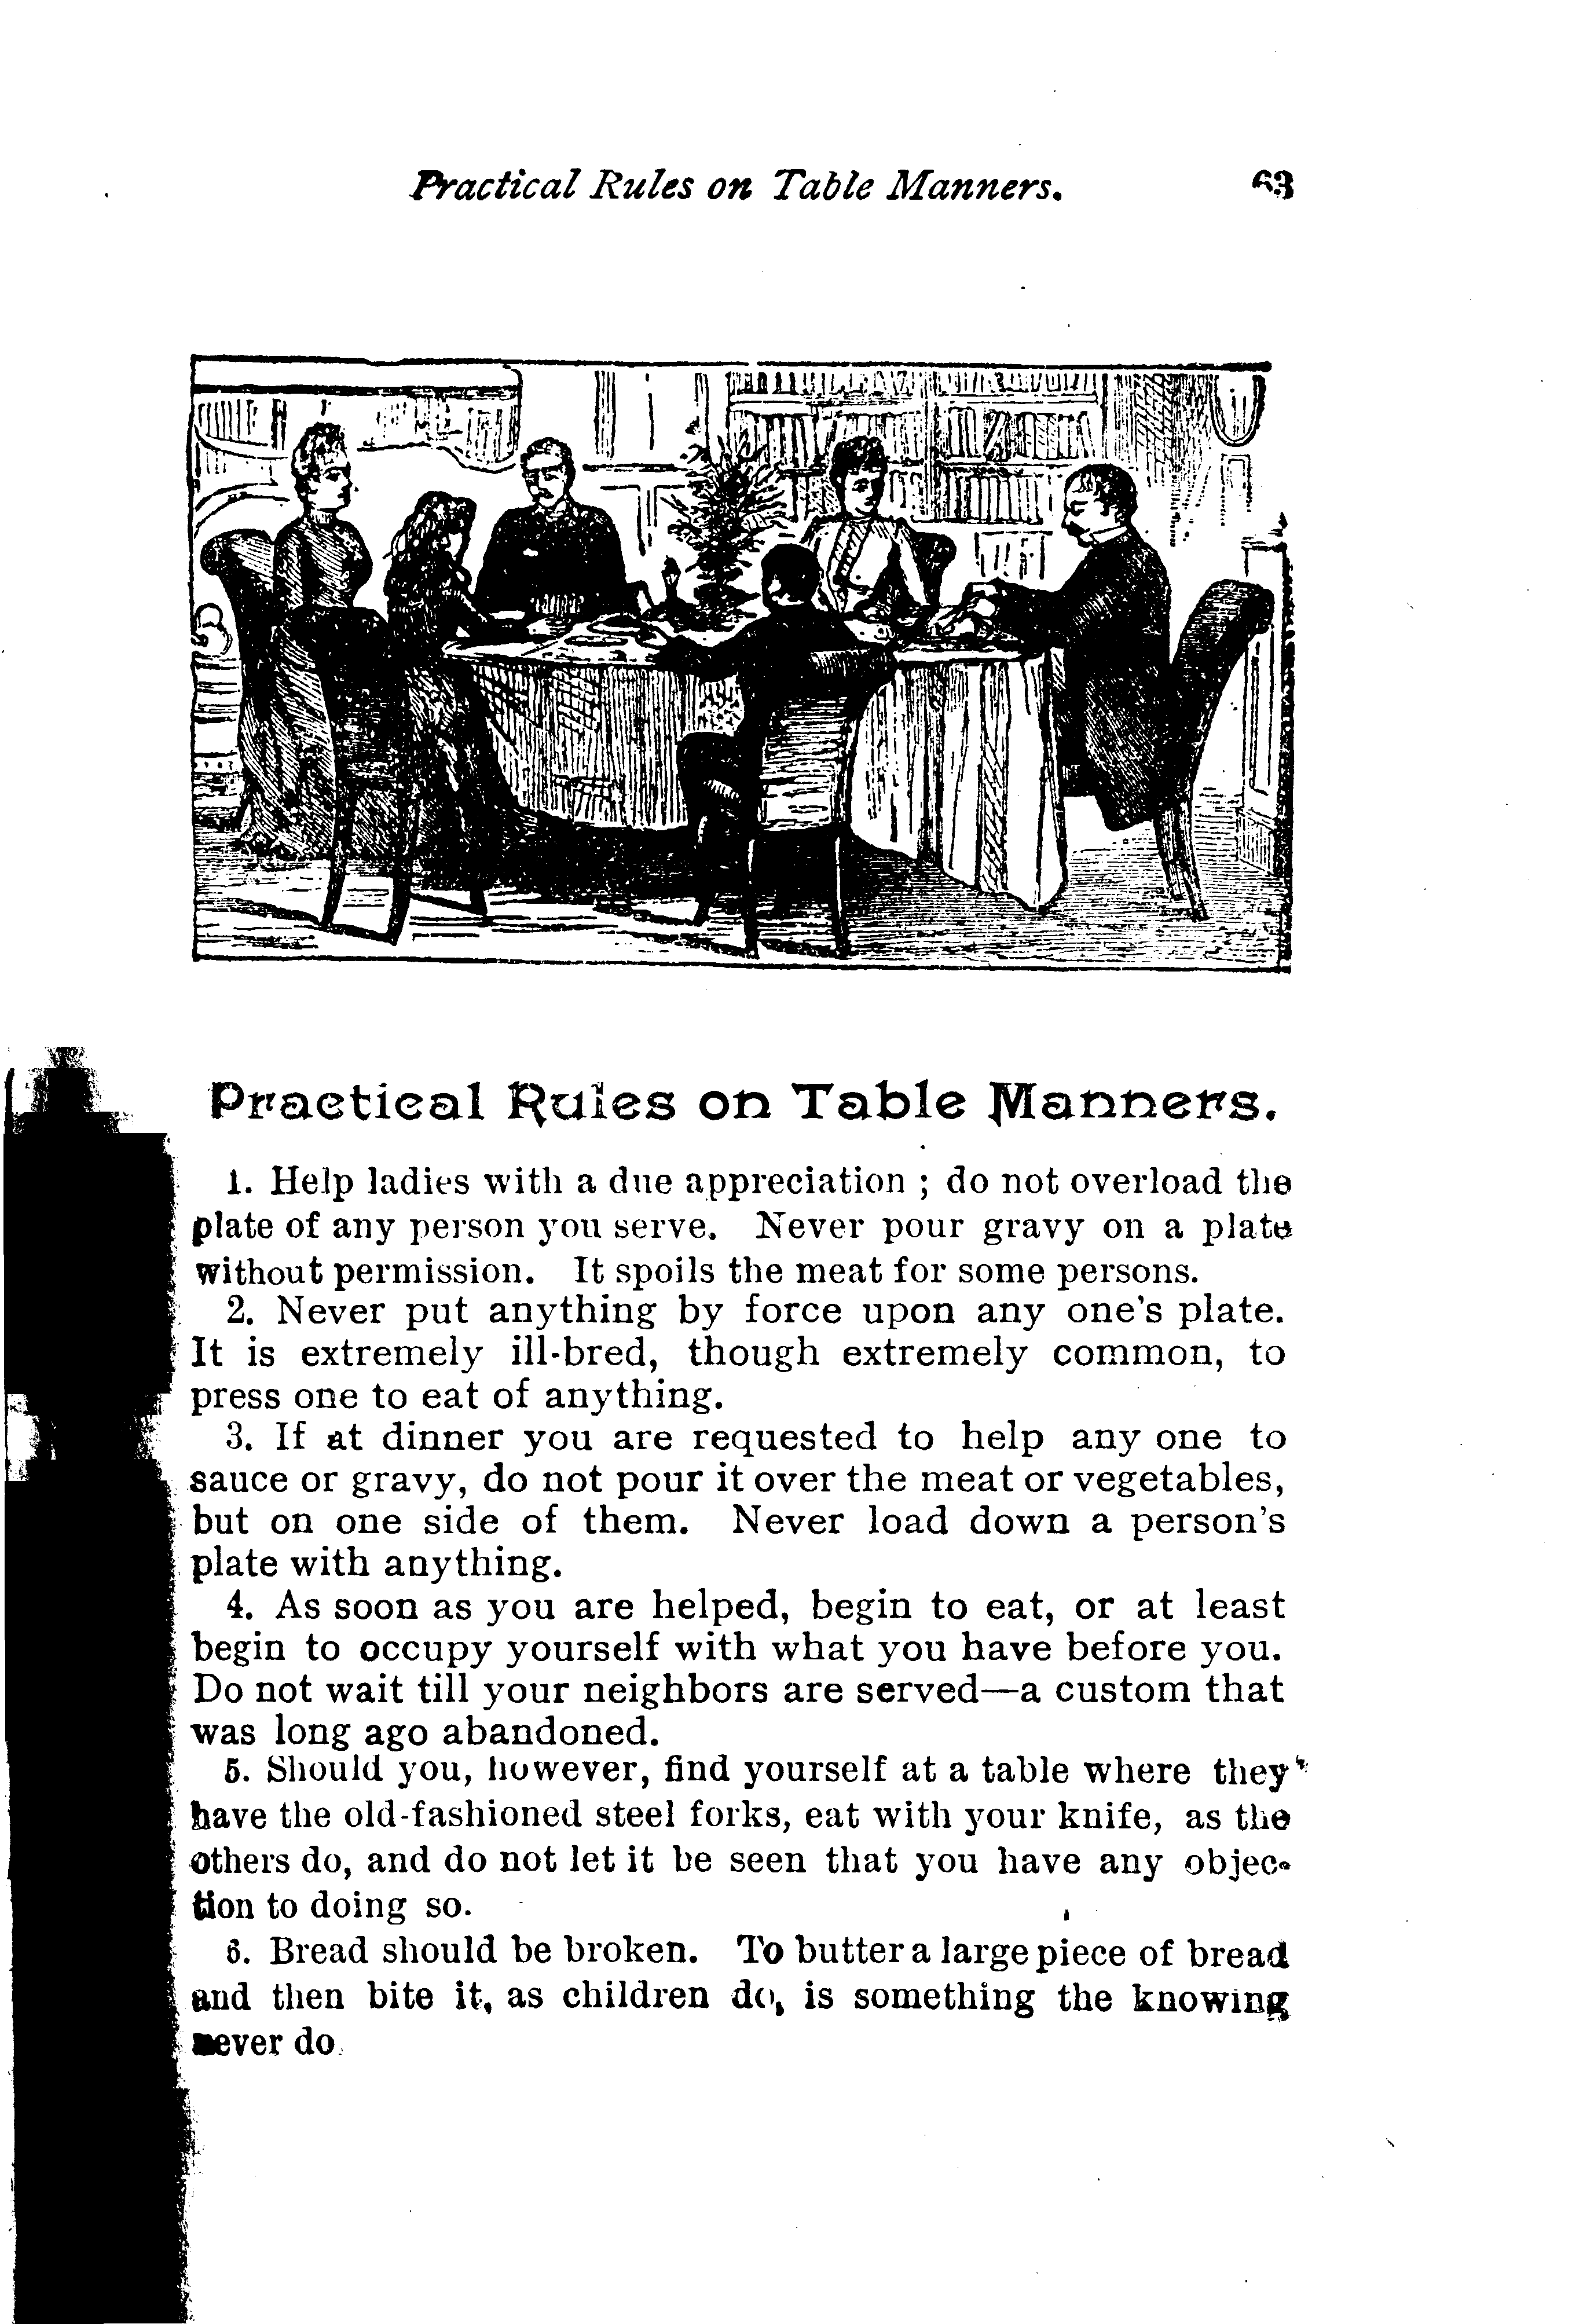 Practical Rules on Table Manners. 63
Practical Rules on Table Manners.
1. Help ladies with a due appreciation ; do not overload the
plate of any person you serve. Never pour gravy on a plate
without permission. It spoils the meat for some persons.
2. Never put anything by force upon any one's plate.
It is extremely ill-bred, though extremely common, to
press one to eat of anything.
3. If at dinner you are requested to help any one to
sauce or gravy, do not pour it over the meat or vegetables,
but on one side of them. Never load down a person's
plate with anything.
4. As soon as you are helped, begin to eat, or at least
begin to occupy yourself with what you have before you.
Do not wait till your neighbors are served—a custom that
was long ago abandoned.
5. Should you, however, find yourself at a table where they
have the old-fashioned steel forks, eat with your knife, as the
others do, and do not let it be seen that you have any objec-
tion to doing so.
6. Bread should be broken. To butter a large piece of bread
and then bite it, as children do, is something the knowing
never do.